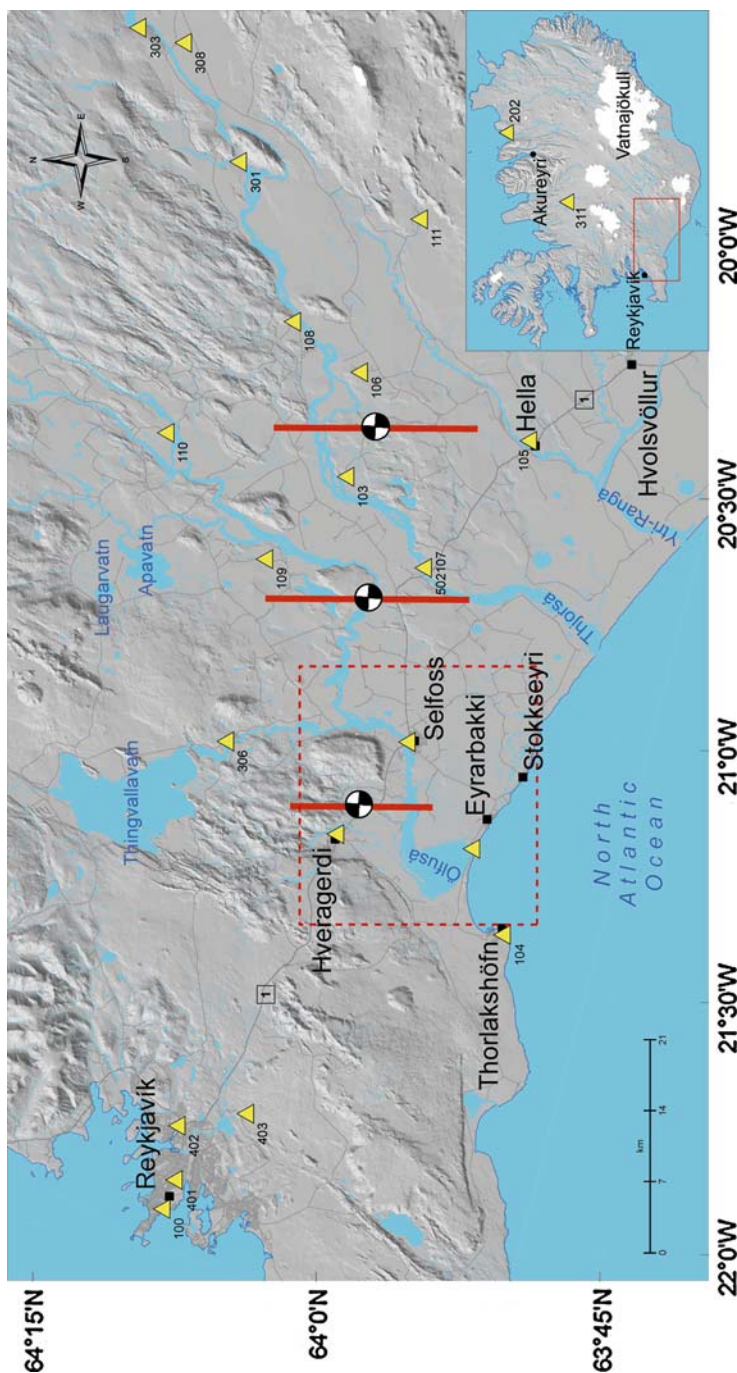 64°15'N
64°0'N
63°45'N
22°0'W
21°30'W
21°0'W
20°30'W
20°0'W
N
E
S
W
303
308
301
111
108
106
110
103
105
Hella
1
Hvolsvöllur
Ytri-Rangá
Laugarvatn
Apavatn
109
502107
Thjorsá
Thingvallavatn
306
Selfoss
Eyrarbakki
Stokkseyri
Hveragerdi
Ölfusá
Thorlakshöfn
104
1
Reykjavik
100
401
402
403
North
Atlantic
Ocean
km
0
7
14
21
202
Akureyri
311
Vatnajökull
Reykjavik